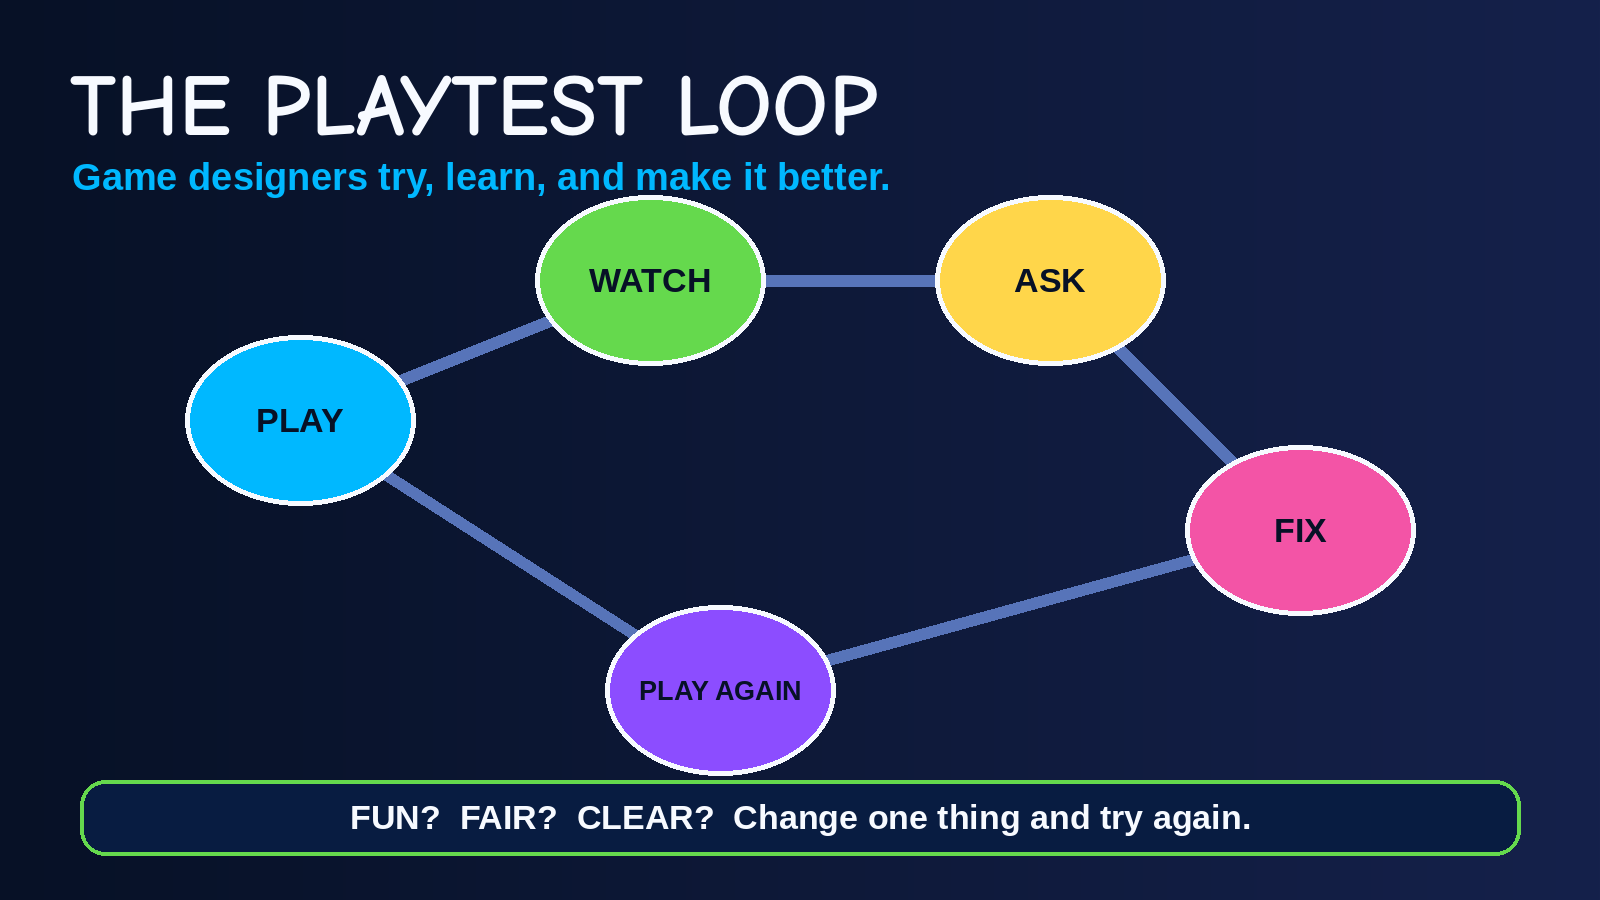 THE PLAYTEST LOOP
Game designers try, learn, and make it better.
WATCH
ASK
PLAY
FIX
PLAY AGAIN
FUN?  FAIR?  CLEAR?  Change one thing and try again.